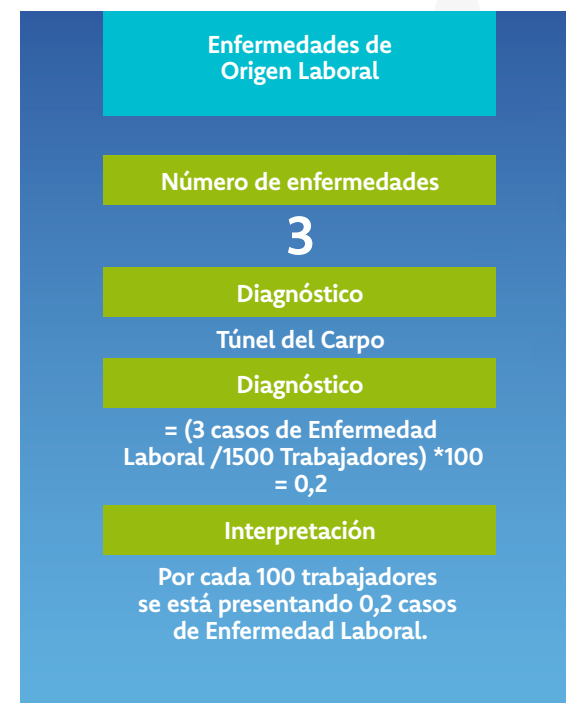 Enfermedades de
Origen Laboral
Número de enfermedades
3
Diagnóstico
Túnel del Carpo
Diagnóstico
= (3 casos de Enfermedad
Laboral /1500 Trabajadores) *100
= 0,2
Interpretación
Por cada 100 trabajadores
se está presentando 0,2 casos
de Enfermedad Laboral.